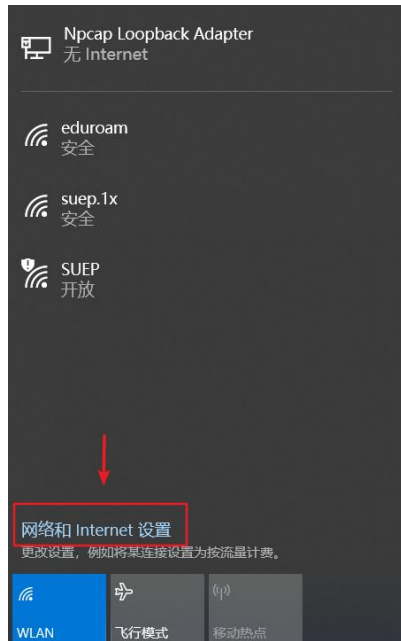 Npcap Loopback Adapter
无 Internet
eduroam
安全
suep.1x
安全
SUEP
开放
网络和 Internet 设置
更改设置，例如将某连接设置为按流量计费。
WLAN
飞行模式
移动热点